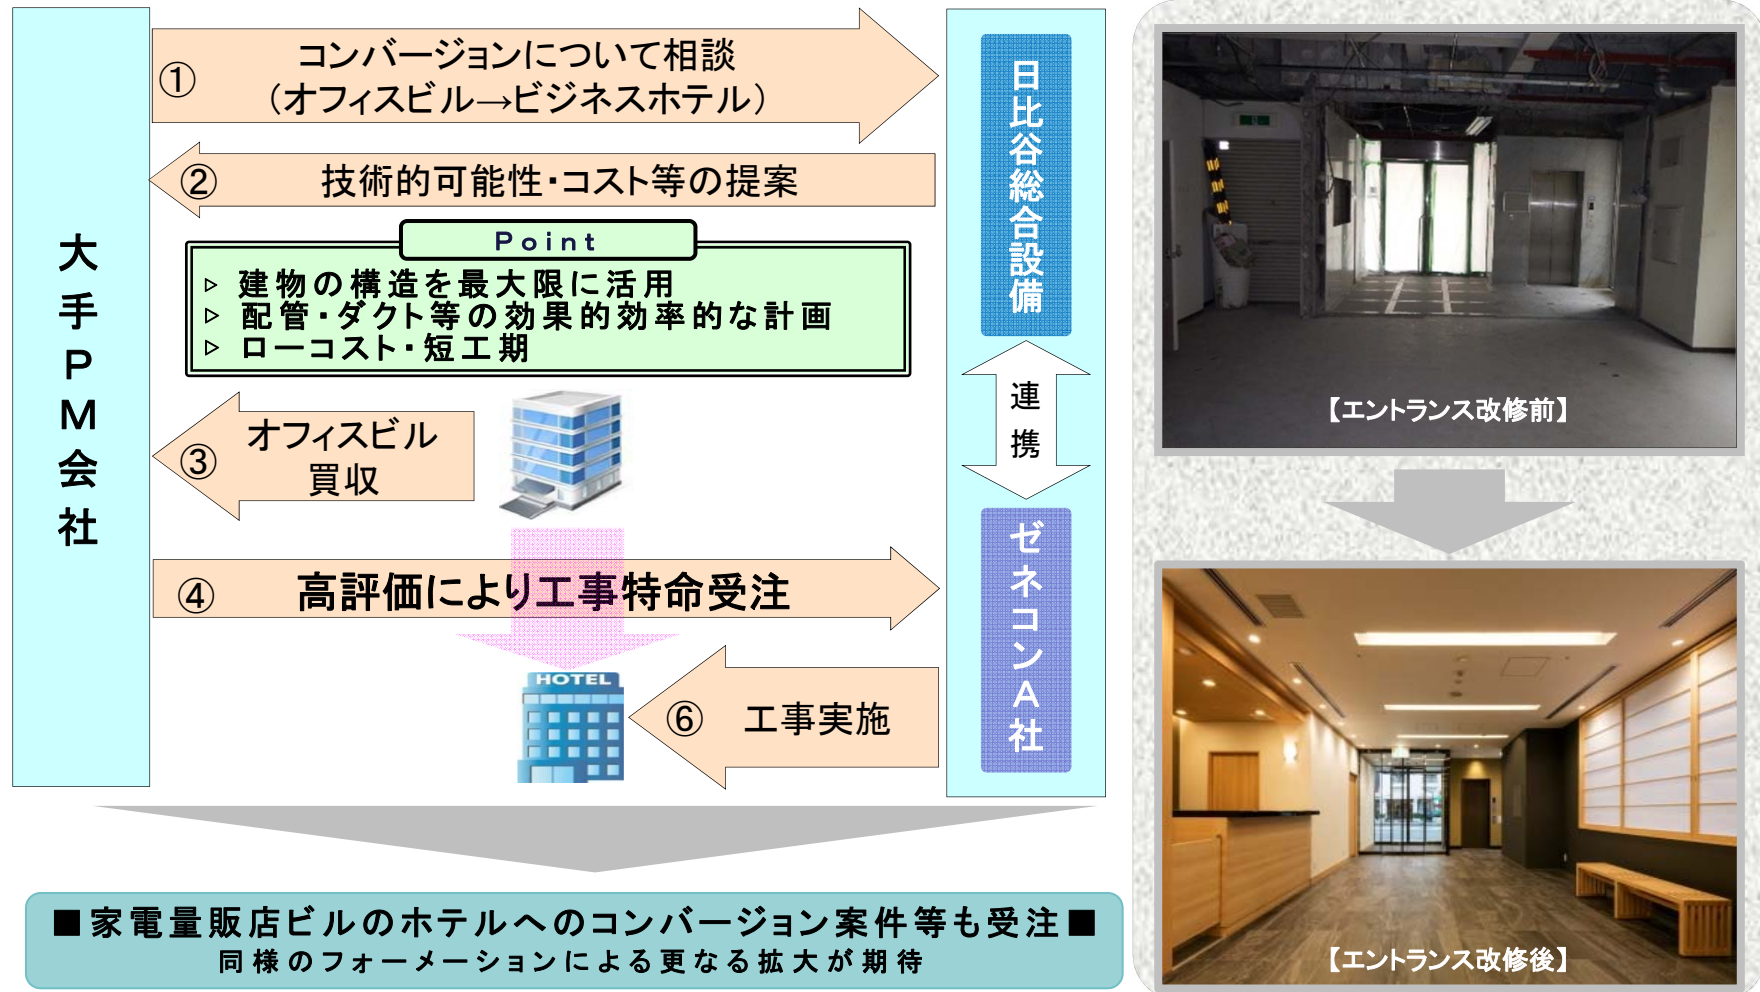 大手PM会社
①
コンバージョンについて相談
（オフィスビル→ビジネスホテル）
②
技術的可能性・コスト等の提案
Point
▷ 建物の構造を最大限に活用
▷ 配管・ダクト等の効果的効率的な計画
▷ ローコスト・短工期
③
オフィスビル
買収
④
高評価により工事特命受注
HOTEL
⑥
工事実施
日比谷総合設備
連携
ゼネコンA社
■家電量販店ビルのホテルへのコンバージョン案件等も受注■
同様のフォーメーションによる更なる拡大が期待
【エントランス改修前】
【エントランス改修後】